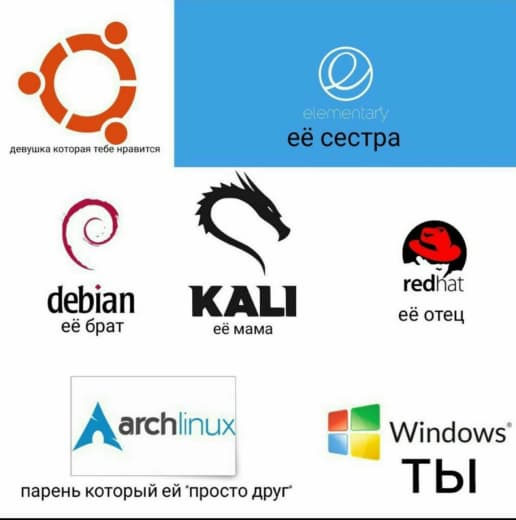 elementary
девушка которая тебе нравится
её сестра
debian
её брат
KALI
её мама
redhat
её отец
archlinux
парень который ей "просто друг"
Windows®
ТЫ